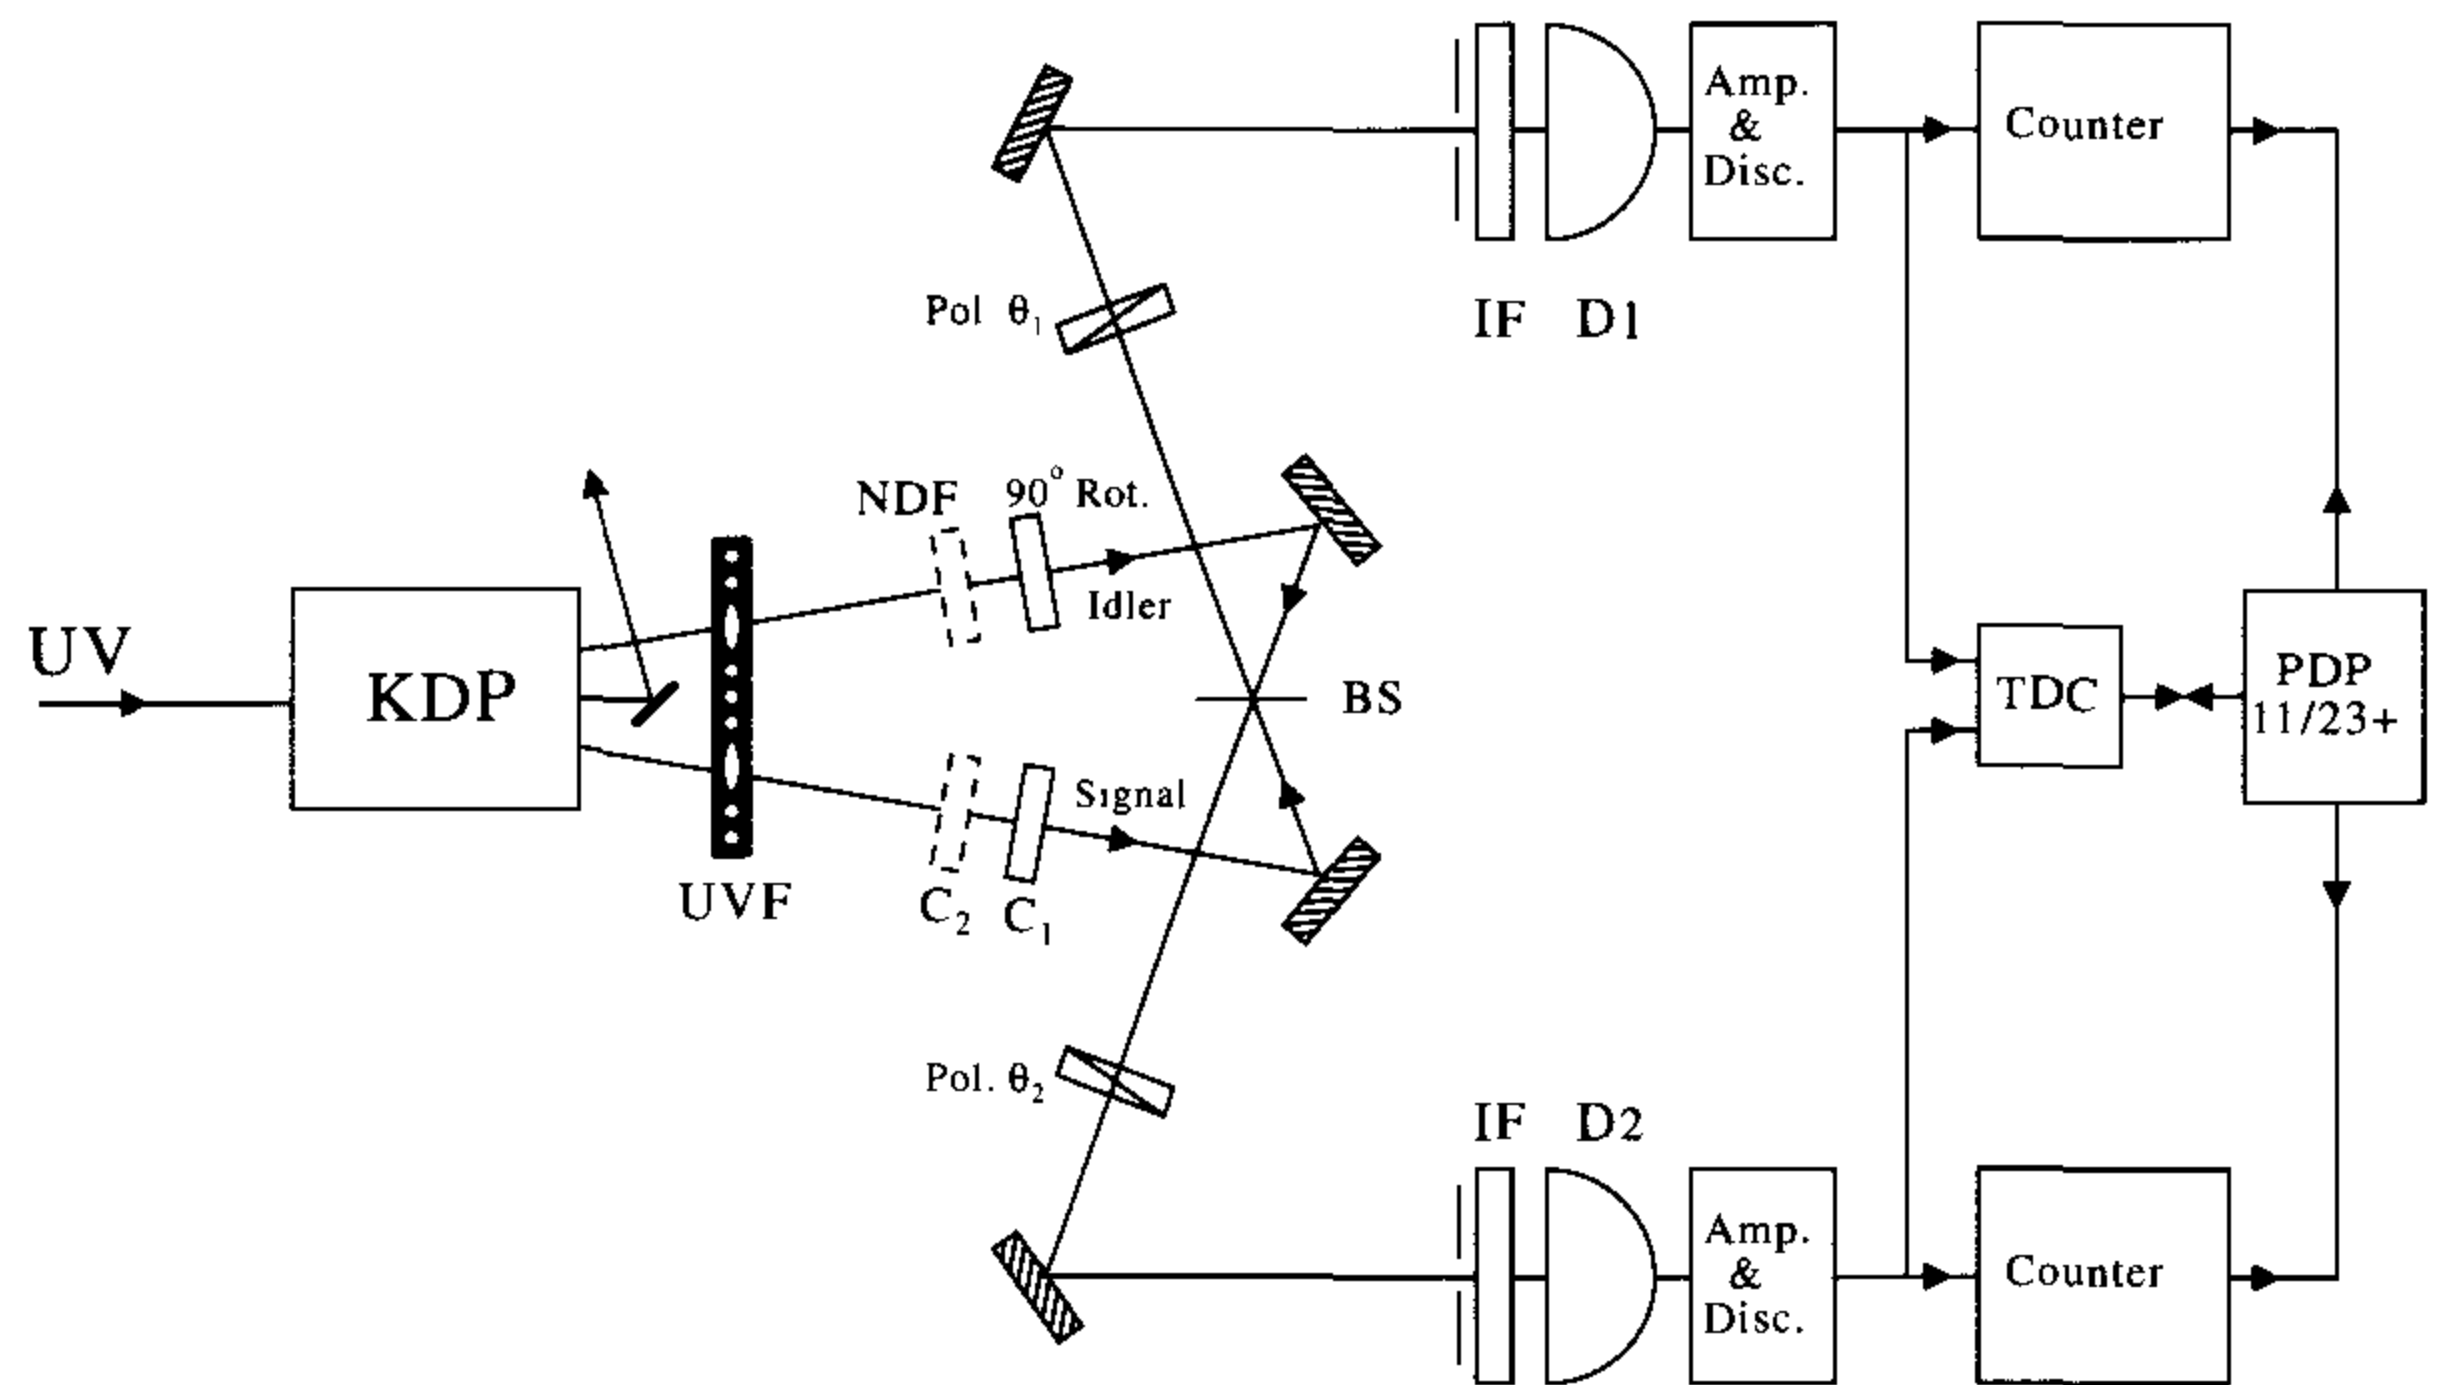 Amp.
&
Disc.
Counter
Pol θ₁
IF D1
NDF
90° Rot.
Idler
UV
KDP
BS
TDC
PDP
11/23+
Signal
UVF
C₂
C₁
Pol. θ₂
IF D2
Amp.
&
Disc.
Counter